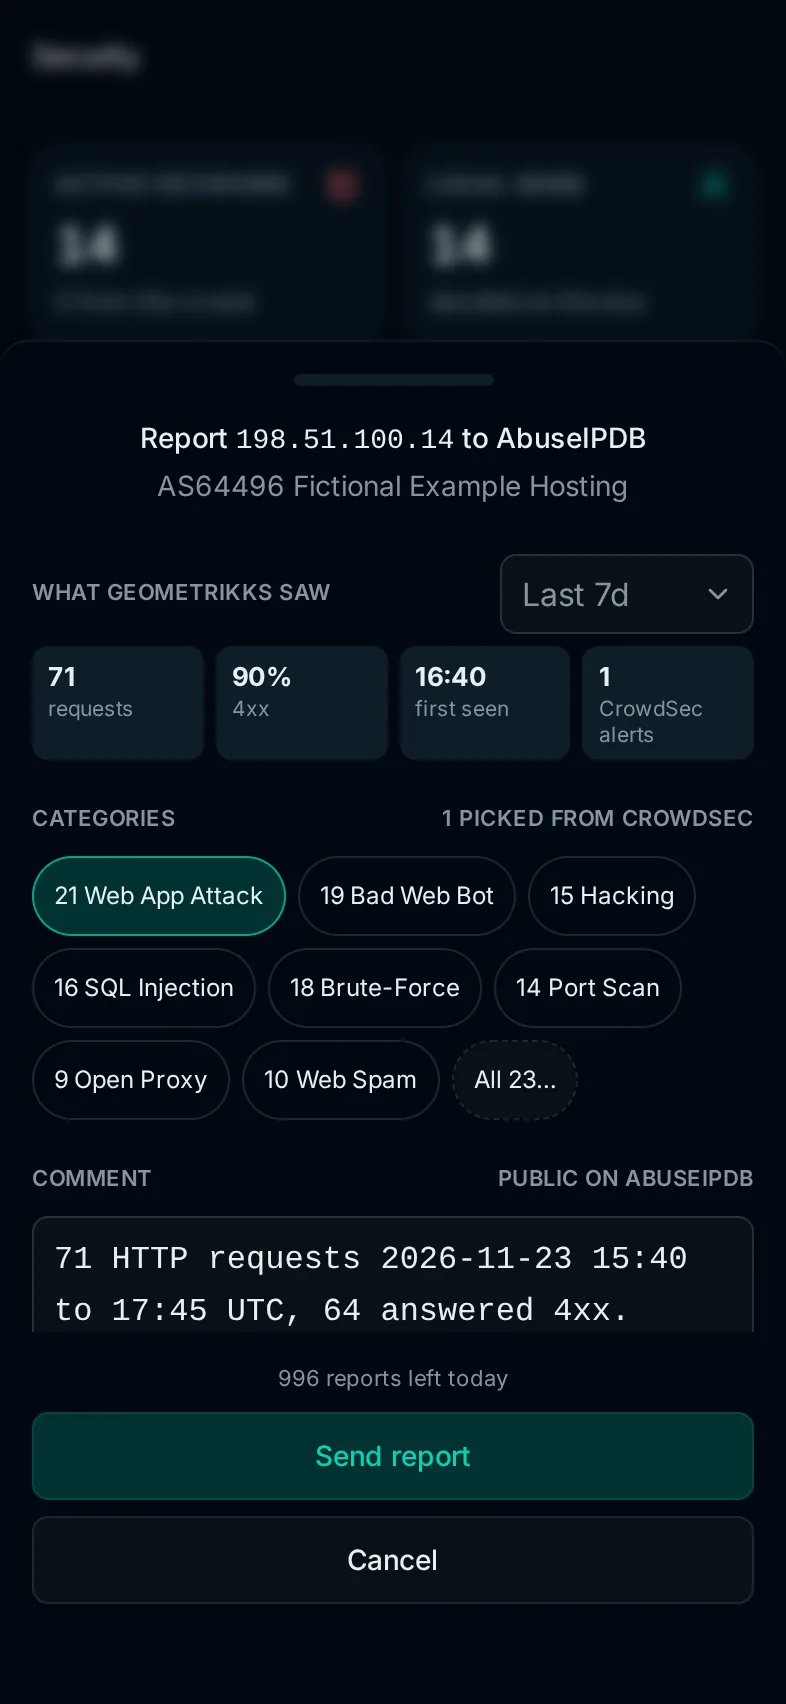 Security
14
14
Report 198.51.100.14 to AbuseIPDB
AS64496 Fictional Example Hosting
WHAT GEOMETRIKKS SAW
Last 7d
71
requests
90%
4xx
16:40
first seen
1
CrowdSec
alerts
CATEGORIES
1 PICKED FROM CROWDSEC
21 Web App Attack
19 Bad Web Bot
15 Hacking
16 SQL Injection
18 Brute-Force
14 Port Scan
9 Open Proxy
10 Web Spam
All 23...
COMMENT
PUBLIC ON ABUSEIPDB
71 HTTP requests 2026-11-23 15:40
to 17:45 UTC, 64 answered 4xx.
996 reports left today
Send report
Cancel